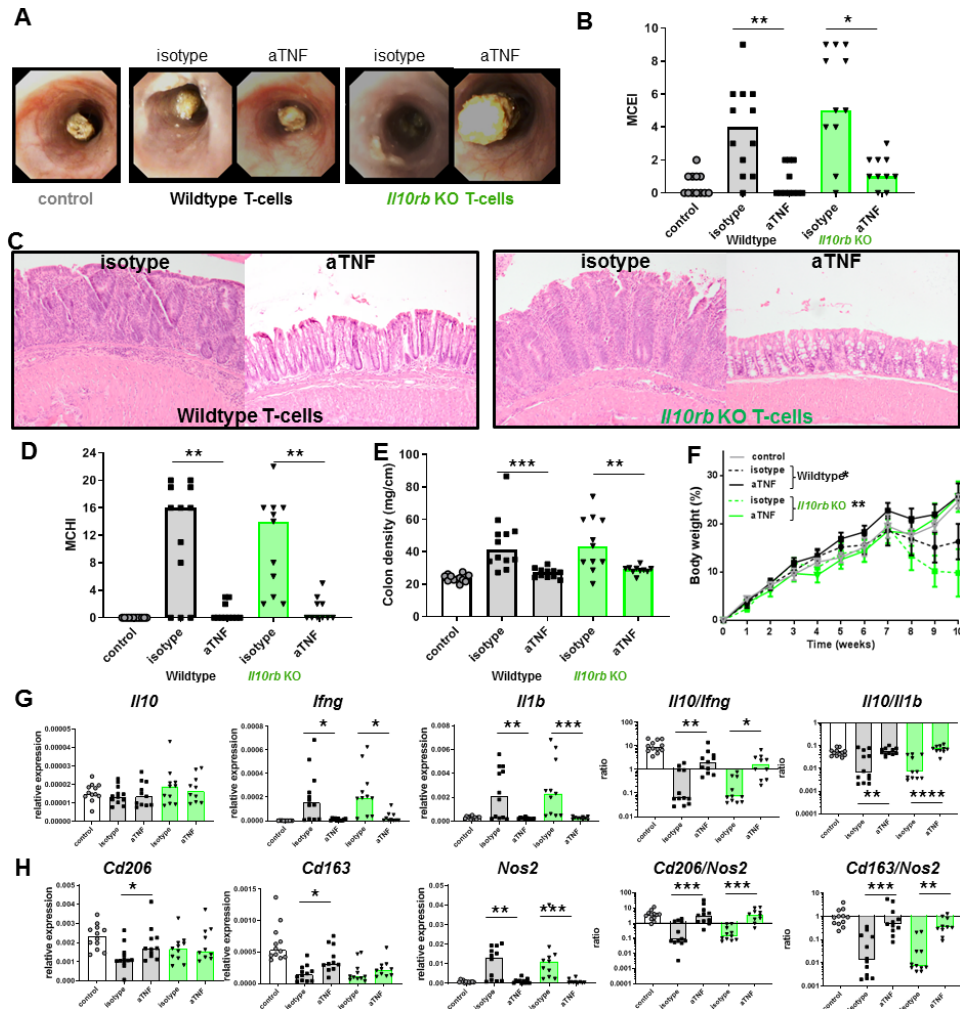 A
isotype aTNF isotype aTNF
control Wildtype T-cells Il10rb KO T-cells
B
MCEI
10
8
6
4
2
0
** *
control isotype aTNF isotype aTNF
Wildtype Il10rb KO
C
isotype aTNF isotype aTNF
Wildtype T-cells Il10rb KO T-cells
D
MCHI
24
20
16
12
8
4
0
** **
control isotype aTNF isotype aTNF
Wildtype Il10rb KO
E
Colon density (mg/cm)
100
80
60
40
20
0
*** **
control isotype aTNF isotype aTNF
Wildtype Il10rb KO
F
Body weight (%)
30
20
10
0
control
isotype
aTNF
Wildtype *
isotype
aTNF
Il10rb KO **
0 1 2 3 4 5 6 7 8 9 10
Time (weeks)
G
Il10
relative expression
0.00005
0.00004
0.00003
0.00002
0.00001
0.00000
control isotype aTNF isotype aTNF
Ifng
relative expression
0.0008
0.0006
0.0004
0.0002
0.0000
* *
control isotype aTNF isotype aTNF
Il1b
relative expression
0.008
0.006
0.004
0.002
0.000
** ***
control isotype aTNF isotype aTNF
Il10/Ifng
ratio
100
10
1
0.1
0.01
** *
control isotype aTNF isotype aTNF
Il10/Il1b
ratio
1
0.1
0.01
0.001
0.0001
** ****
control isotype aTNF isotype aTNF
H
Cd206
relative expression
0.005
0.004
0.003
0.002
0.001
0.000
*
control isotype aTNF isotype aTNF
Cd163
relative expression
0.0015
0.0010
0.0005
0.0000
*
control isotype aTNF isotype aTNF
Nos2
relative expression
0.04
0.03
0.02
0.01
0.00
** ***
control isotype aTNF isotype aTNF
Cd206/Nos2
ratio
100
10
1
0.1
0.01
0.001
0.0001
*** ***
control isotype aTNF isotype aTNF
Cd163/Nos2
ratio
10
1
0.1
0.01
0.001
*** **
control isotype aTNF isotype aTNF